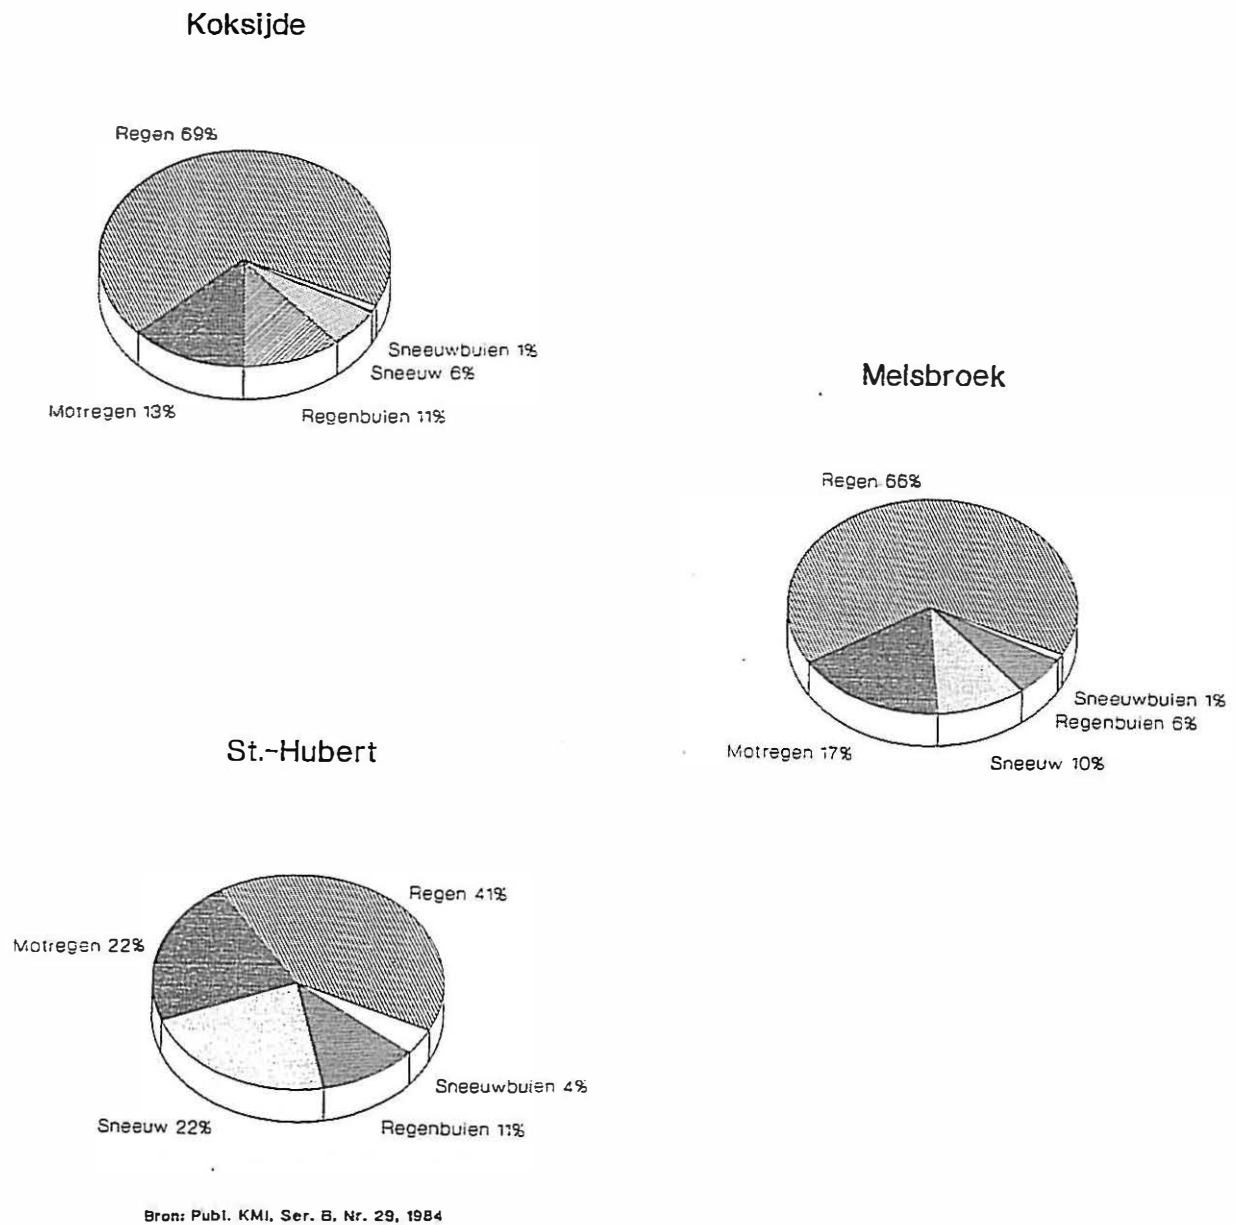 Koksijde
Regen 69%
Sneeuwbuien 1%
Sneeuw 6%
Motregen 13%
Regenbuien 11%
Melsbroek
Regen 66%
Sneeuwbuien 1%
Regenbuien 6%
Motregen 17%
Sneeuw 10%
St.-Hubert
Regen 41%
Motregen 22%
Sneeuwbuien 4%
Sneeuw 22%
Regenbuien 11%
Bron: Publ. KMI, Ser. B, Nr. 29, 1984